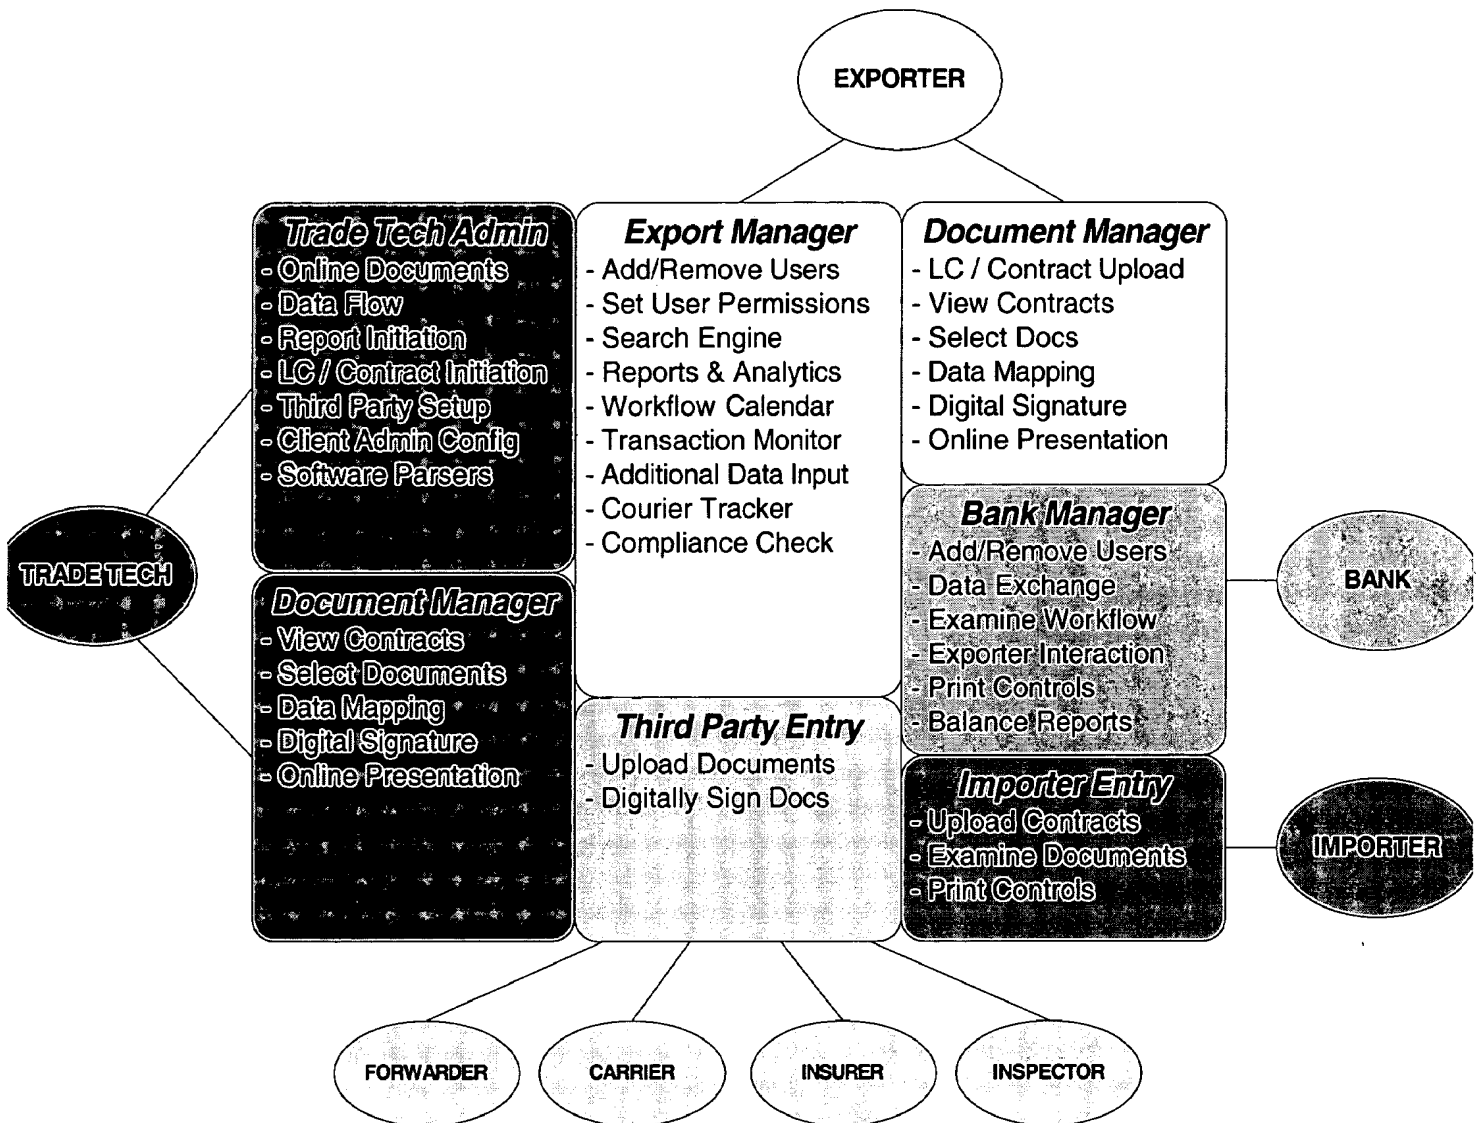 EXPORTER
Trade Tech Admin
- Online Documents
- Data Flow
- Report Initiation
- LC / Contract Initiation
- Third Party Setup
- Client Admin Config
- Software Parsers
Export Manager
- Add/Remove Users
- Set User Permissions
- Search Engine
- Reports & Analytics
- Workflow Calendar
- Transaction Monitor
- Additional Data Input
- Courier Tracker
- Compliance Check
Document Manager
- LC / Contract Upload
- View Contracts
- Select Docs
- Data Mapping
- Digital Signature
- Online Presentation
TRADE TECH
Document Manager
- View Contracts
- Select Documents
- Data Mapping
- Digital Signature
- Online Presentation
Bank Manager
- Add/Remove Users
- Data Exchange
- Examine Workflow
- Exporter Interaction
- Print Controls
- Balance Reports
BANK
Third Party Entry
- Upload Documents
- Digitally Sign Docs
Importer Entry
- Upload Contracts
- Examine Documents
- Print Controls
IMPORTER
FORWARDER
CARRIER
INSURER
INSPECTOR